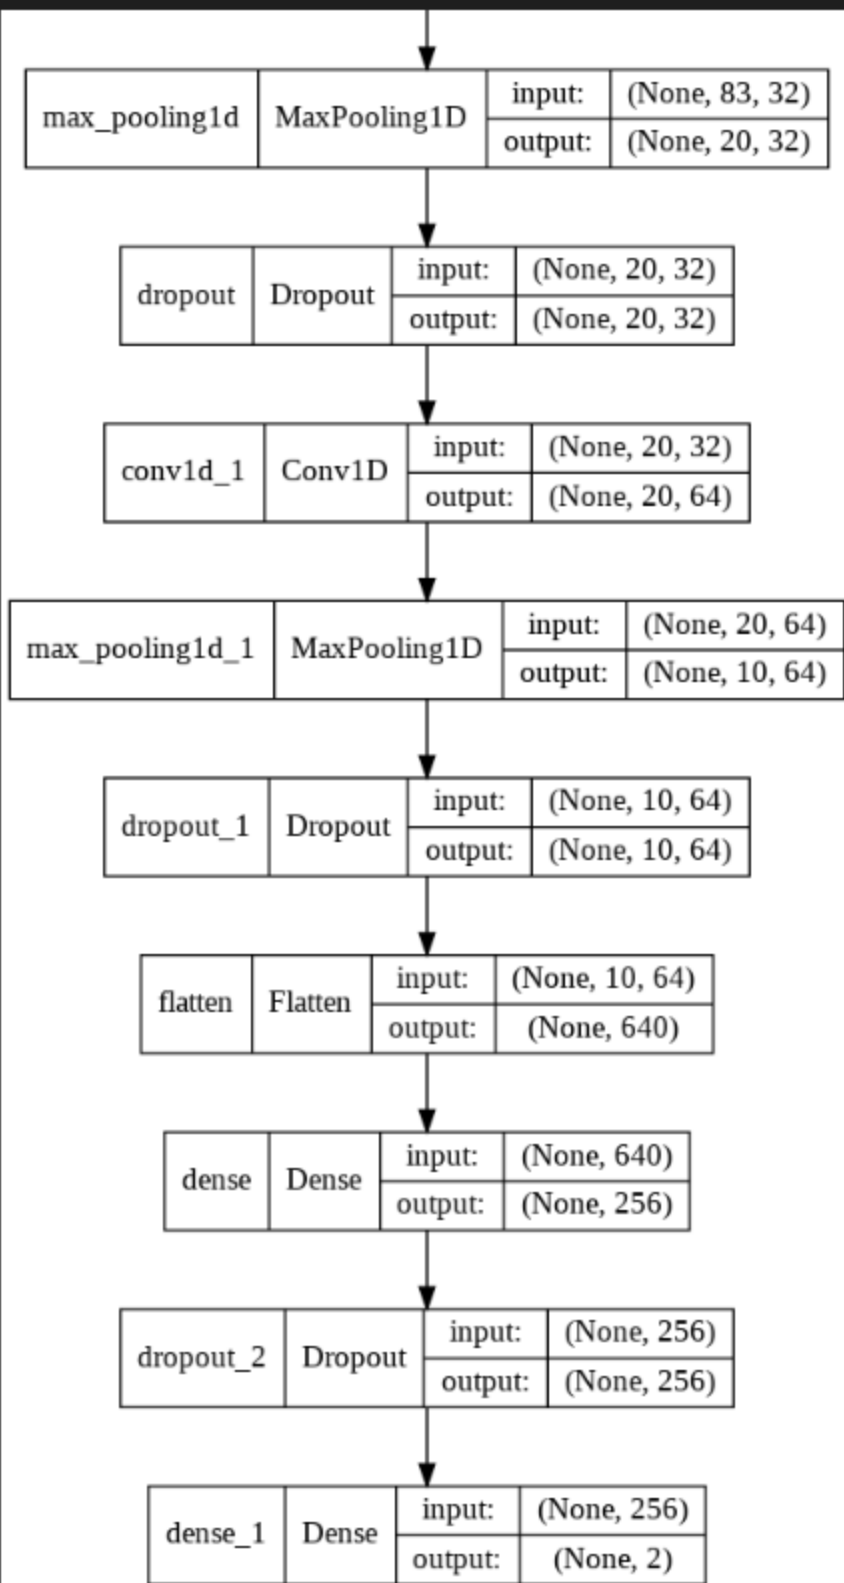 max_pooling1d MaxPooling1D input: (None, 83, 32)
output: (None, 20, 32)
dropout Dropout input: (None, 20, 32)
output: (None, 20, 32)
conv1d_1 Conv1D input: (None, 20, 32)
output: (None, 20, 64)
max_pooling1d_1 MaxPooling1D input: (None, 20, 64)
output: (None, 10, 64)
dropout_1 Dropout input: (None, 10, 64)
output: (None, 10, 64)
flatten Flatten input: (None, 10, 64)
output: (None, 640)
dense Dense input: (None, 640)
output: (None, 256)
dropout_2 Dropout input: (None, 256)
output: (None, 256)
dense_1 Dense input: (None, 256)
output: (None, 2)